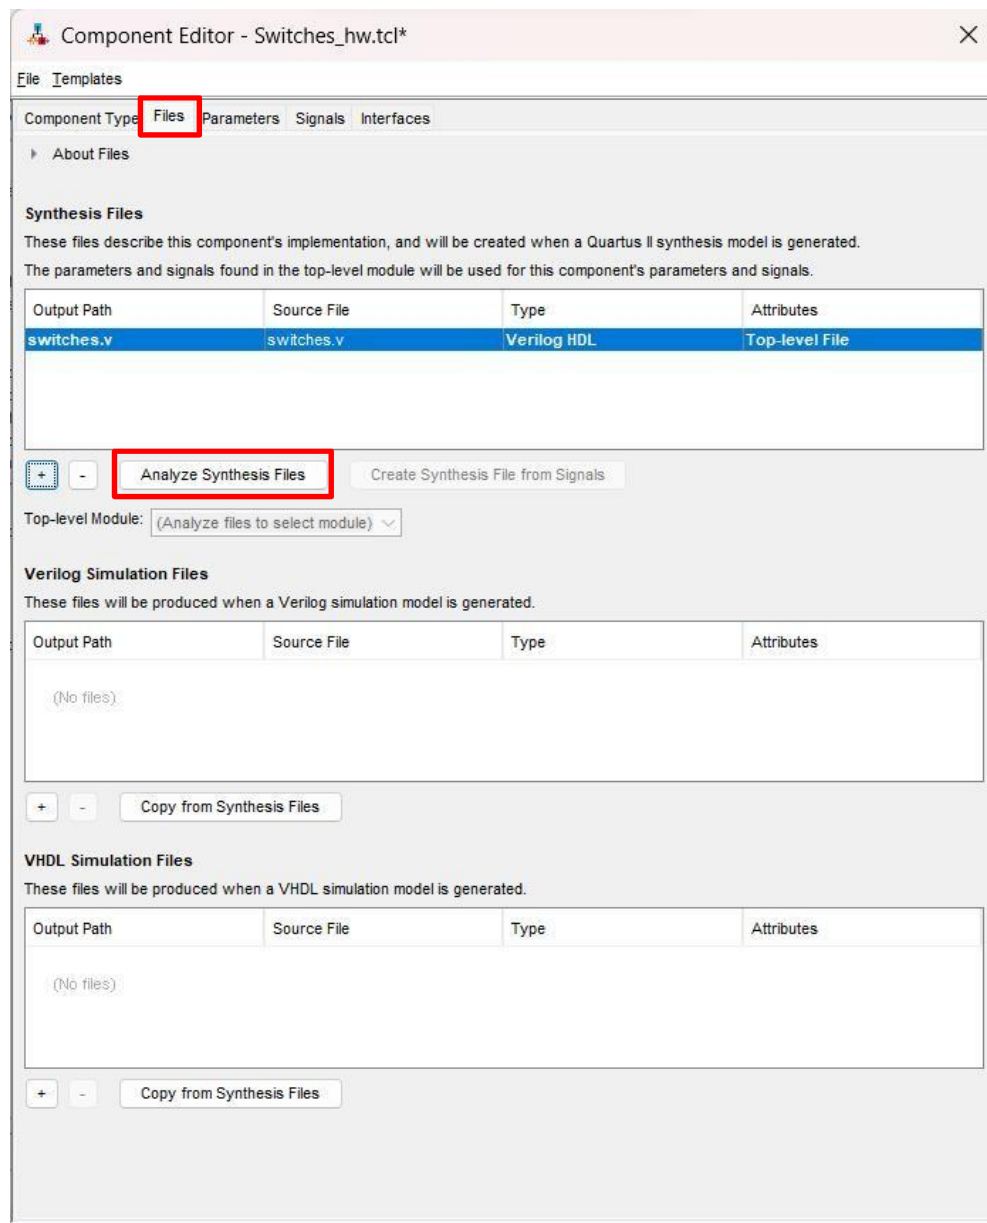 Component Editor - Switches_hw.tcl*
File Templates
Component Type Files Parameters Signals Interfaces
About Files
Synthesis Files
These files describe this component's implementation, and will be created when a Quartus II synthesis model is generated.
The parameters and signals found in the top-level module will be used for this component's parameters and signals.
Output Path Source File Type Attributes
switches.v switches.v Verilog HDL Top-level File
+ - Analyze Synthesis Files Create Synthesis File from Signals
Top-level Module: (Analyze files to select module)
Verilog Simulation Files
These files will be produced when a Verilog simulation model is generated.
Output Path Source File Type Attributes
(No files)
+ - Copy from Synthesis Files
VHDL Simulation Files
These files will be produced when a VHDL simulation model is generated.
Output Path Source File Type Attributes
(No files)
+ - Copy from Synthesis Files